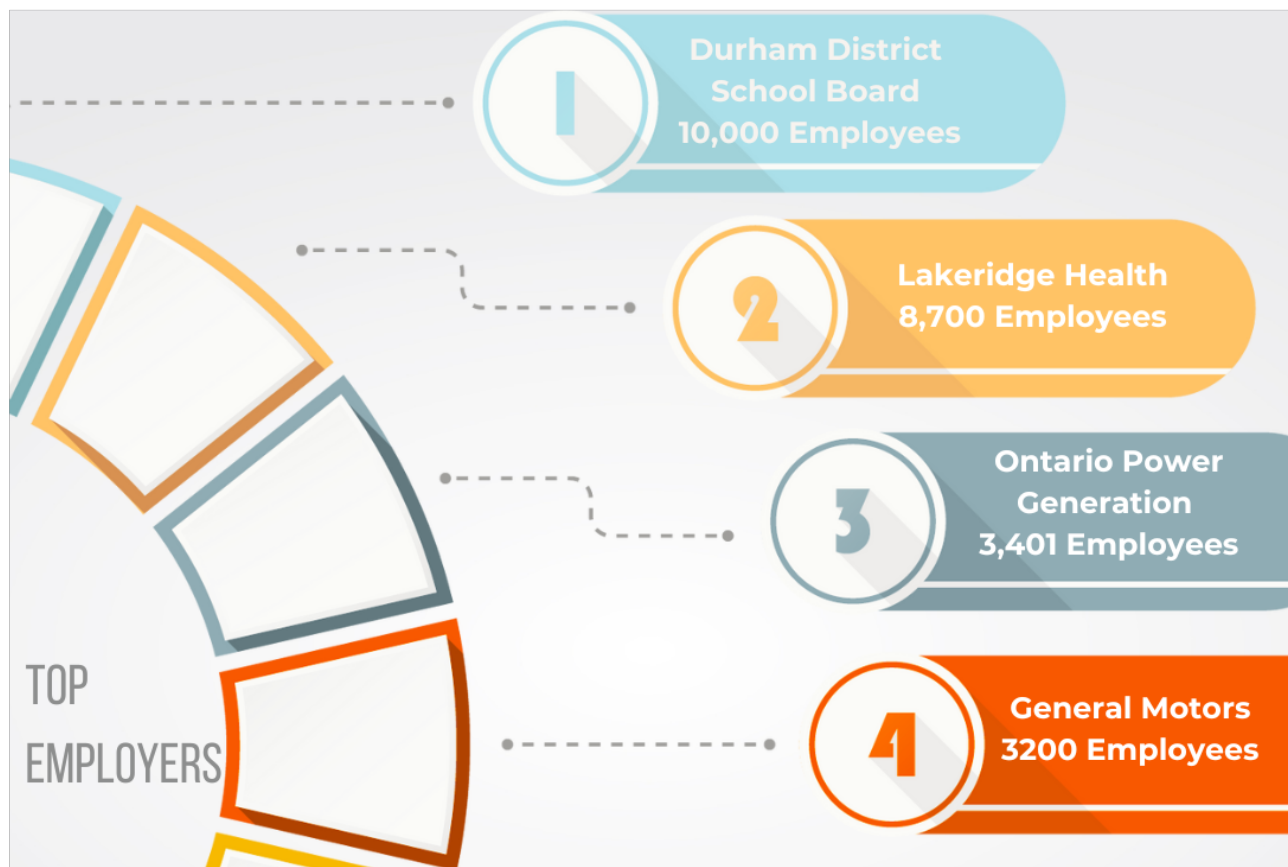 1
Durham District
School Board
10,000 Employees
2
Lakeridge Health
8,700 Employees
3
Ontario Power
Generation
3,401 Employees
4
General Motors
3200 Employees
TOP
EMPLOYERS